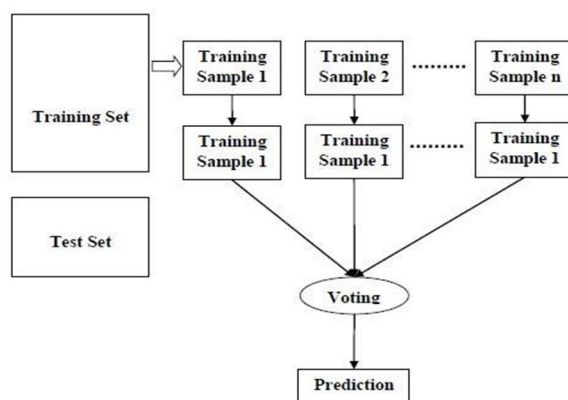 Training Set
Training
Sample 1
Training
Sample 2
Training
Sample n
Training
Sample 1
Training
Sample 1
Training
Sample 1
Test Set
Voting
Prediction